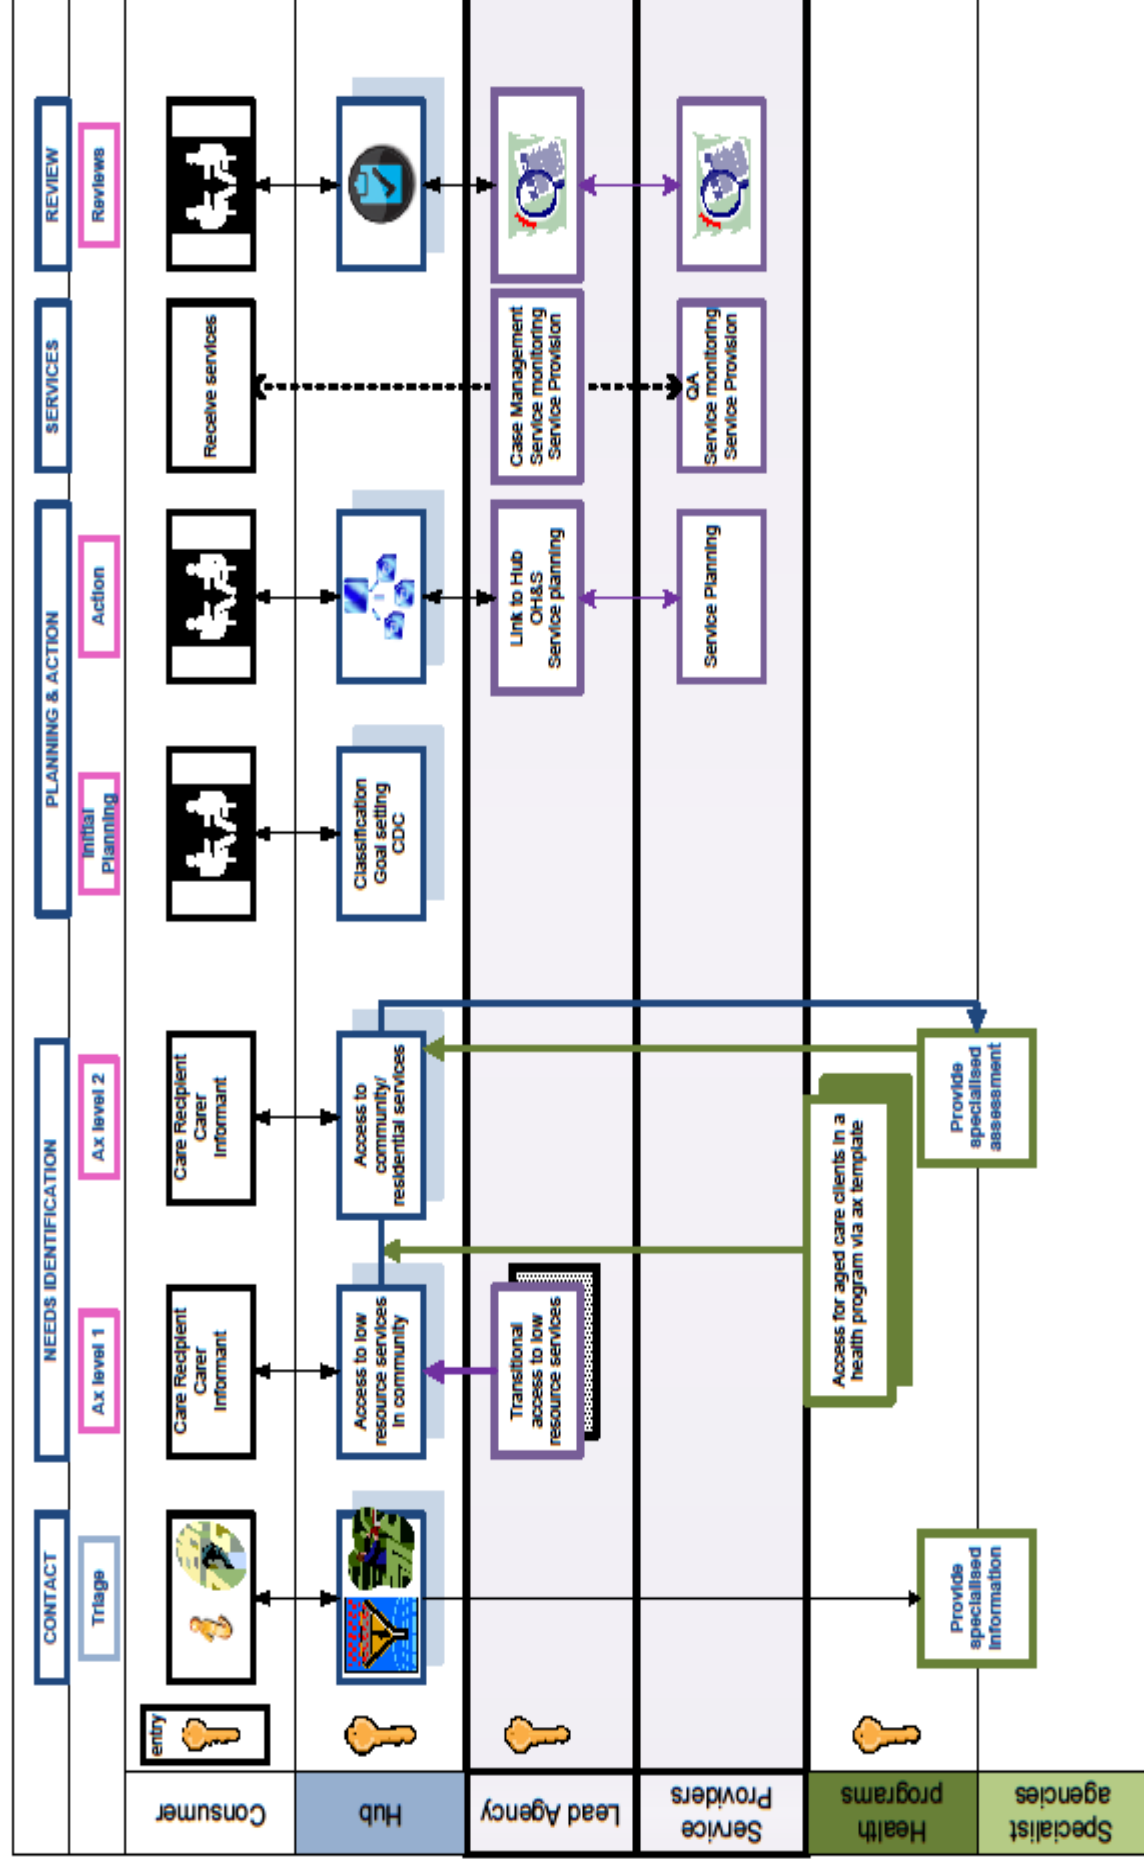 CONTACT
NEEDS IDENTIFICATION
PLANNING & ACTION
SERVICES
REVIEW
Triage
Ax level 1
Ax level 2
Initial
Planning
Action
Reviews
Consumer
entry
Care Recipient
Carer
Informant
Care Recipient
Carer
Informant
Receive services
Hub
Access to low
resource services
in community
Access to
community/
residential services
Classification
Goal setting
CDC
Lead Agency
Transitional
access to low
resource services
Link to Hub
OH&S
Service planning
Case Management
Service monitoring
Service Provision
Service
Providers
Service Planning
QA
Service monitoring
Service Provision
Health
programs
Access for aged care clients in a
health program via ax template
Specialist
agencies
Provide
specialised
information
Provide
specialised
assessment